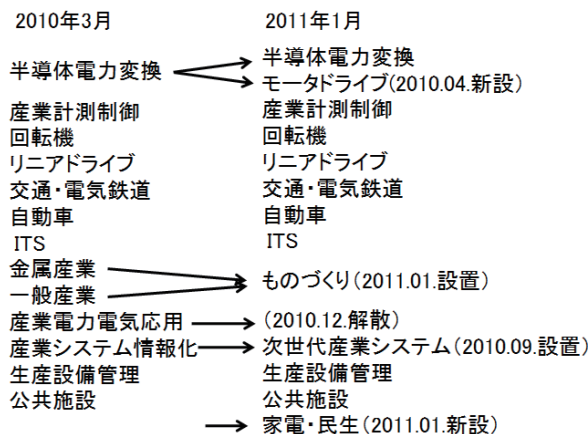 2010年3月 2011年1月
半導体電力変換 半導体電力変換
モータドライブ(2010.04.新設)
産業計測制御 産業計測制御
回転機 回転機
リニアドライブ リニアドライブ
交通・電気鉄道 交通・電気鉄道
自動車 自動車
ITS ITS
金属産業
ものづくり(2011.01.設置)
一般産業
産業電力電気応用 (2010.12.解散)
産業システム情報化 次世代産業システム(2010.09.設置)
生産設備管理 生産設備管理
公共施設 公共施設
家電・民生(2011.01.新設)